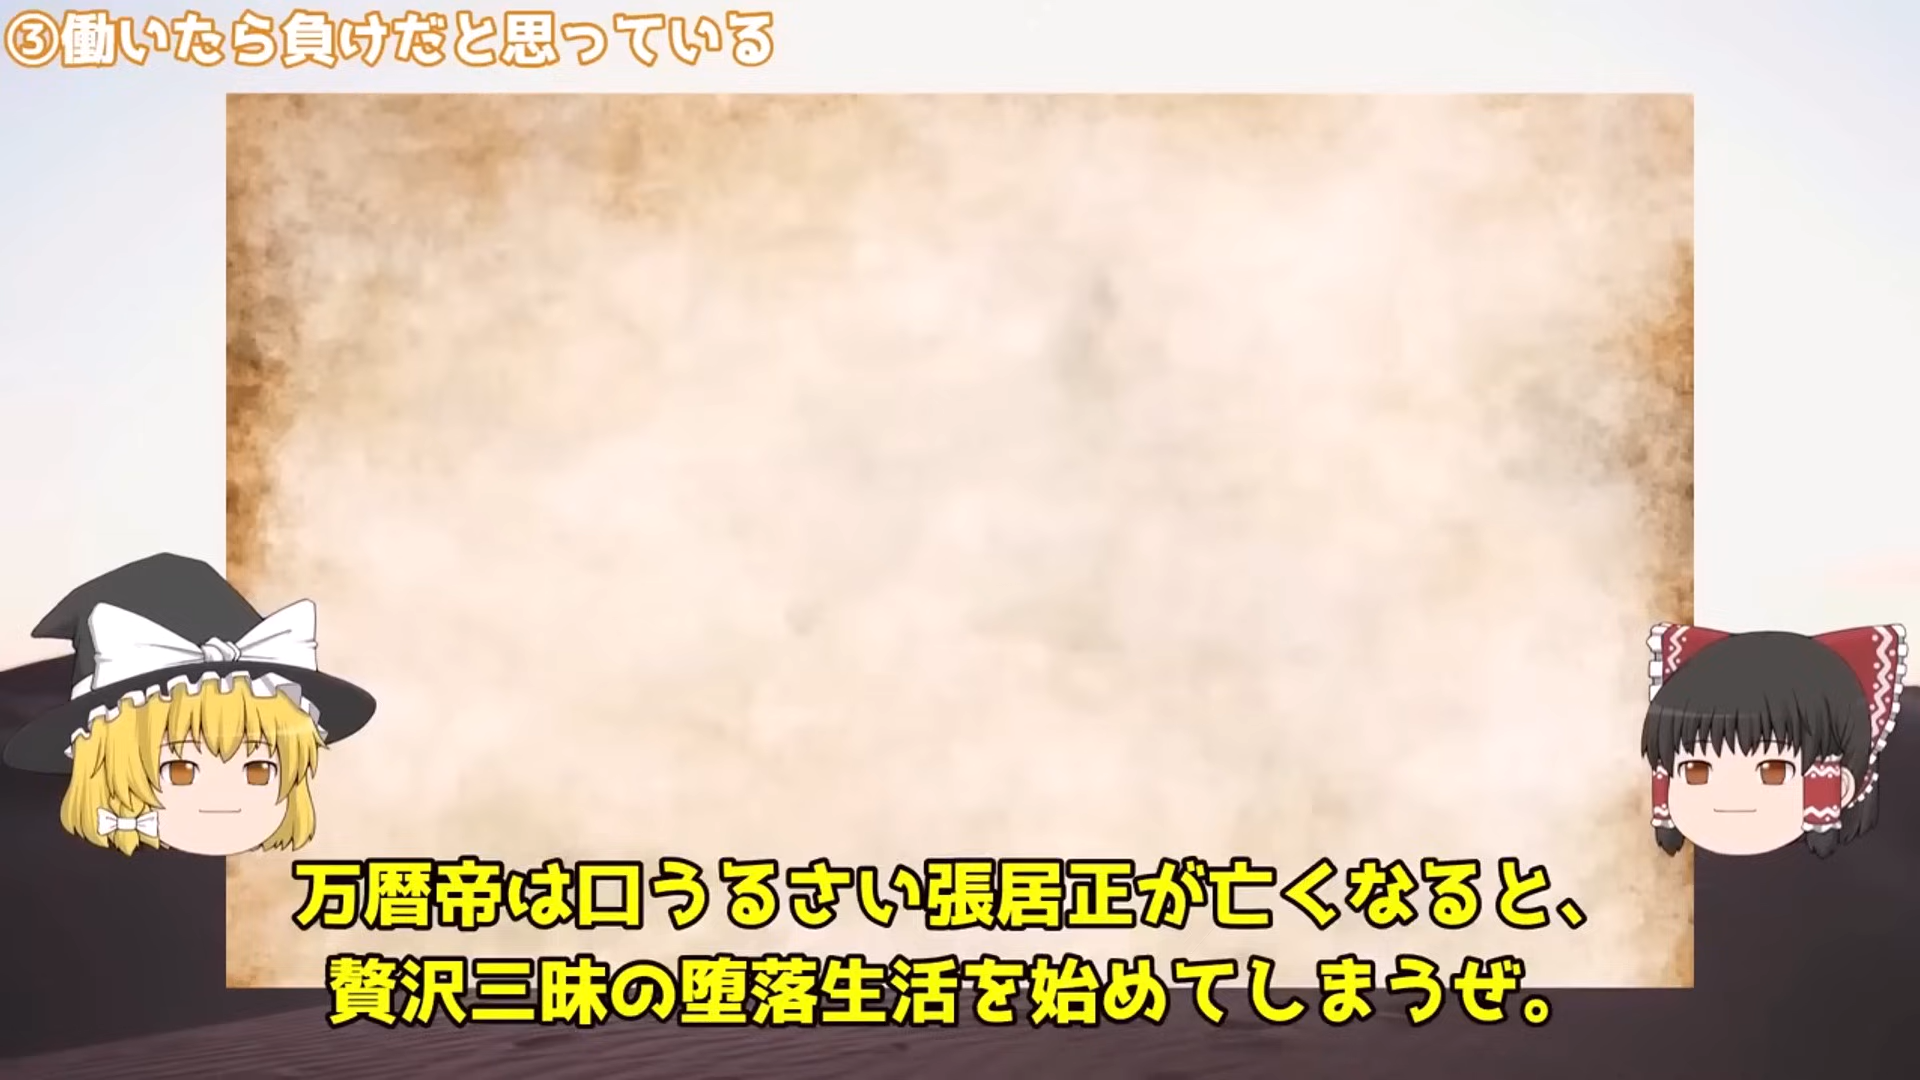 ③働いたら負けだと思っている
万暦帝は口うるさい張居正が亡くなると、
贅沢三昧の堕落生活を始めてしまうぜ。